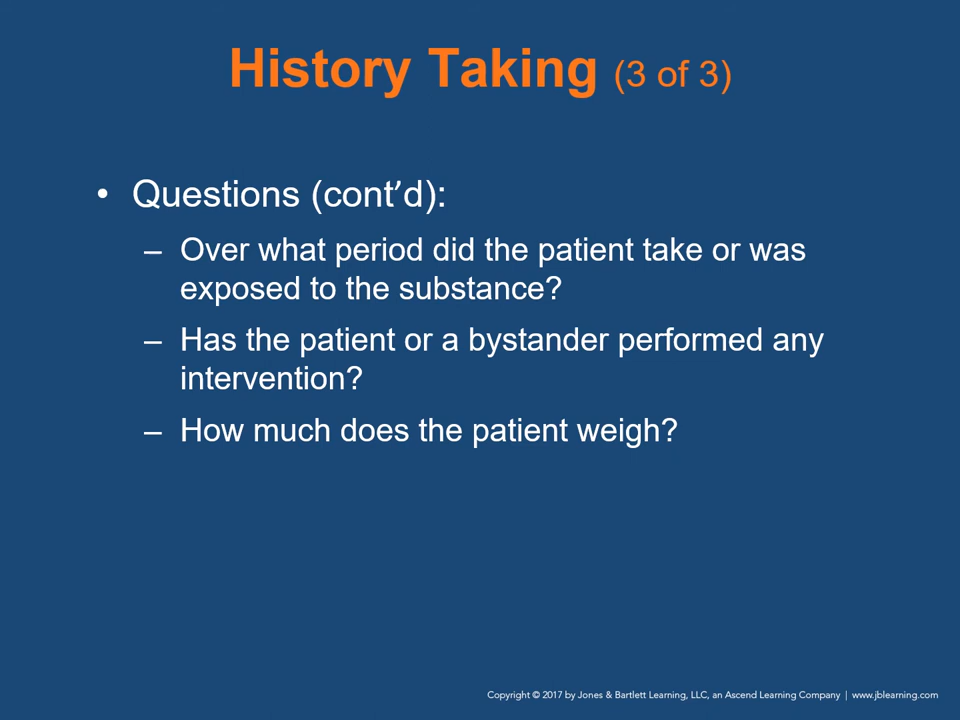 History Taking (3 of 3)
• Questions (cont’d):
– Over what period did the patient take or was
exposed to the substance?
– Has the patient or a bystander performed any
intervention?
– How much does the patient weigh?
Copyright © 2017 by Jones & Bartlett Learning, LLC, an Ascend Learning Company | www.jblearning.com